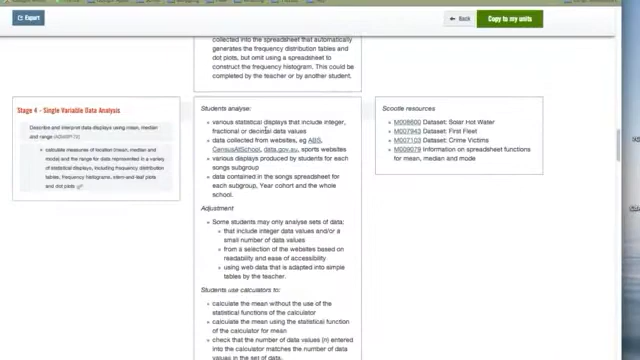 Export
Back
Copy to my units
collected into the spreadsheet that automatically
generates the frequency distribution tables and
dot plots, but omit using a spreadsheet to
construct the frequency histogram. This could be
completed by the teacher or by another student.
Stage 4 - Single Variable Data Analysis
Describe and interpret data displays using mean, median
and range
calculate measures of location (mean, median and
mode) and the range for data represented in a variety
of statistical displays, including frequency distribution
tables, frequency histograms, stem-and-leaf plots
and dot plots
Students analyse:
various statistical displays that include integer,
fractional or decimal data values
data collected from websites, eg ABS,
CensusAtSchool, data.gov.au, sports websites
various displays produced by students for each
songs subgroup
data contained in the songs spreadsheet for
each subgroup, Year cohort and the whole
school.
Adjustment
Some students may only analyse sets of data:
that include integer data values and/or a
small number of data values
from a selection of the websites based on
readability and ease of accessibility.
using web data that is adapted into simple
tables by the teacher.
Students use calculators to:
calculate the mean without the use of the
statistical functions of the calculator
calculate the mean using the statistical function
of the calculator for mean
check that the number of data values (n) entered
into the calculator matches the number of data
values in the set of data.
Scootle resources
M008600 Dataset: Solar Hot Water
M007943 Dataset: First Fleet
M007103 Dataset: Crime Victims
M009079 Information on spreadsheet functions
for mean, median and mode